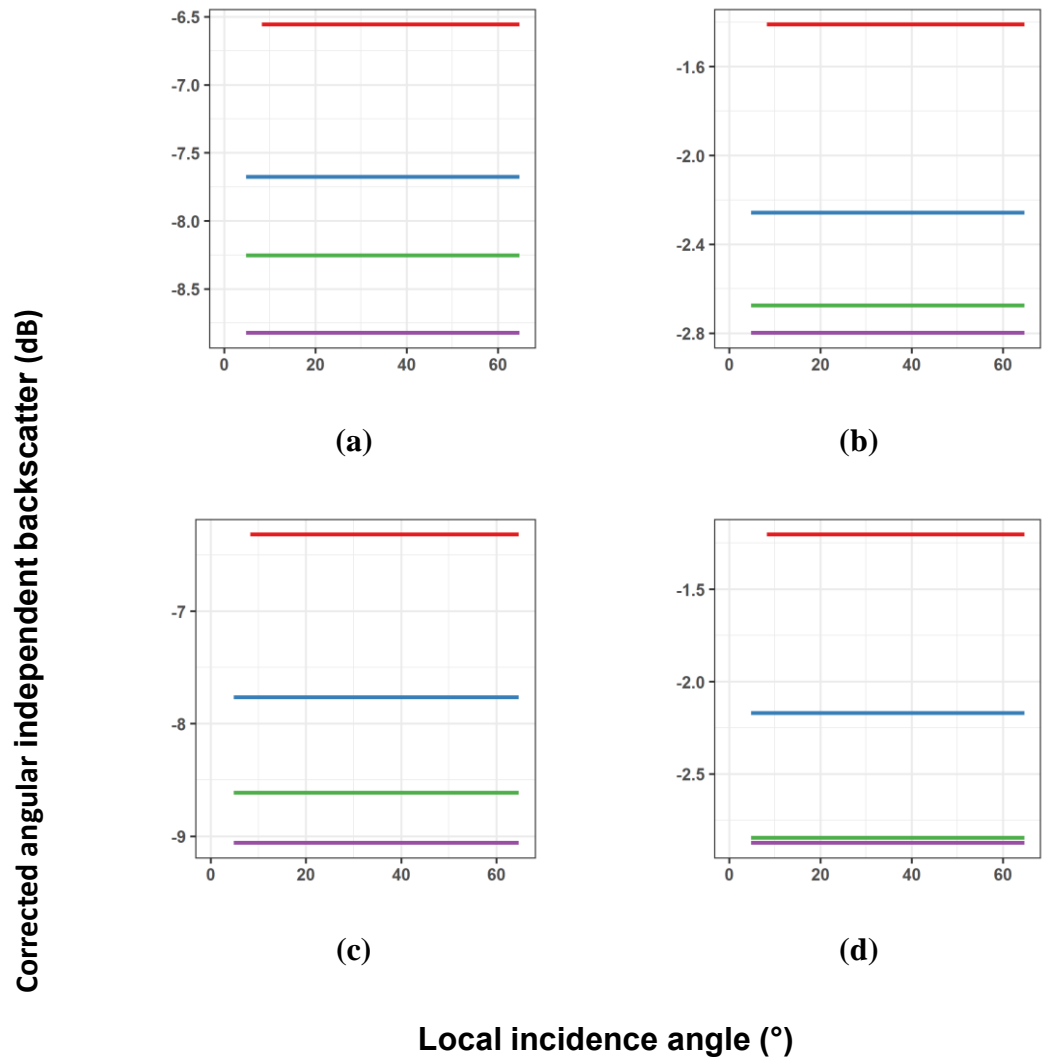 Corrected angular independent backscatter (dB)
-6.5
-7.0
-7.5
-8.0
-8.5
0 20 40 60
(a)
-1.6
-2.0
-2.4
-2.8
0 20 40 60
(b)
-7
-8
-9
0 20 40 60
(c)
-1.5
-2.0
-2.5
0 20 40 60
(d)
Local incidence angle (°)